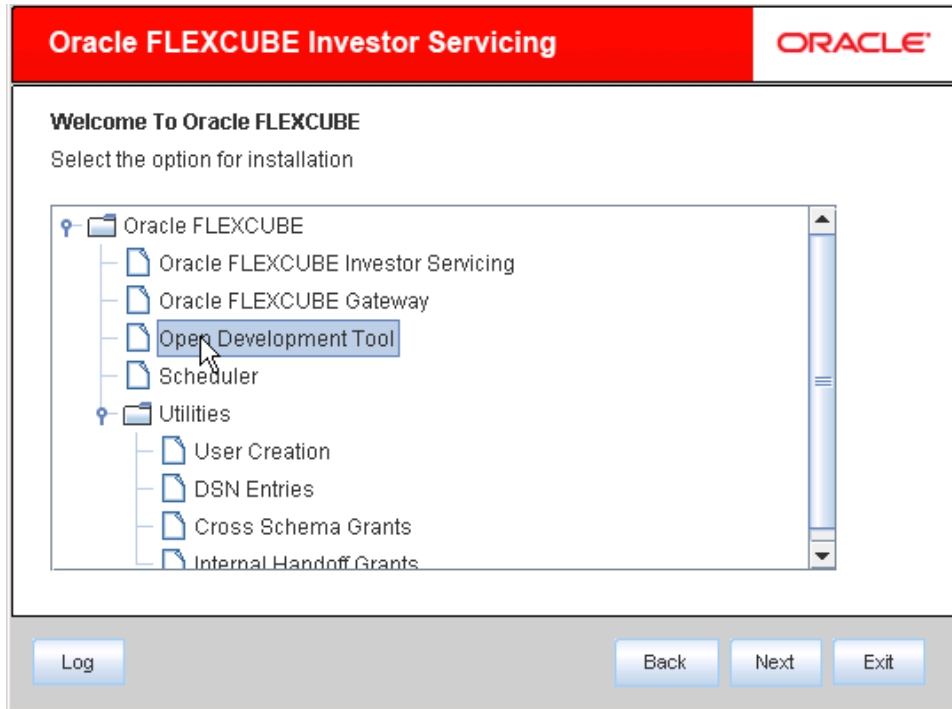 Oracle FLEXCUBE Investor Servicing
ORACLE
Welcome To Oracle FLEXCUBE
Select the option for installation
Oracle FLEXCUBE
Oracle FLEXCUBE Investor Servicing
Oracle FLEXCUBE Gateway
Open Development Tool
Scheduler
Utilities
User Creation
DSN Entries
Cross Schema Grants
Internal Handoff Grants
Log
Back
Next
Exit